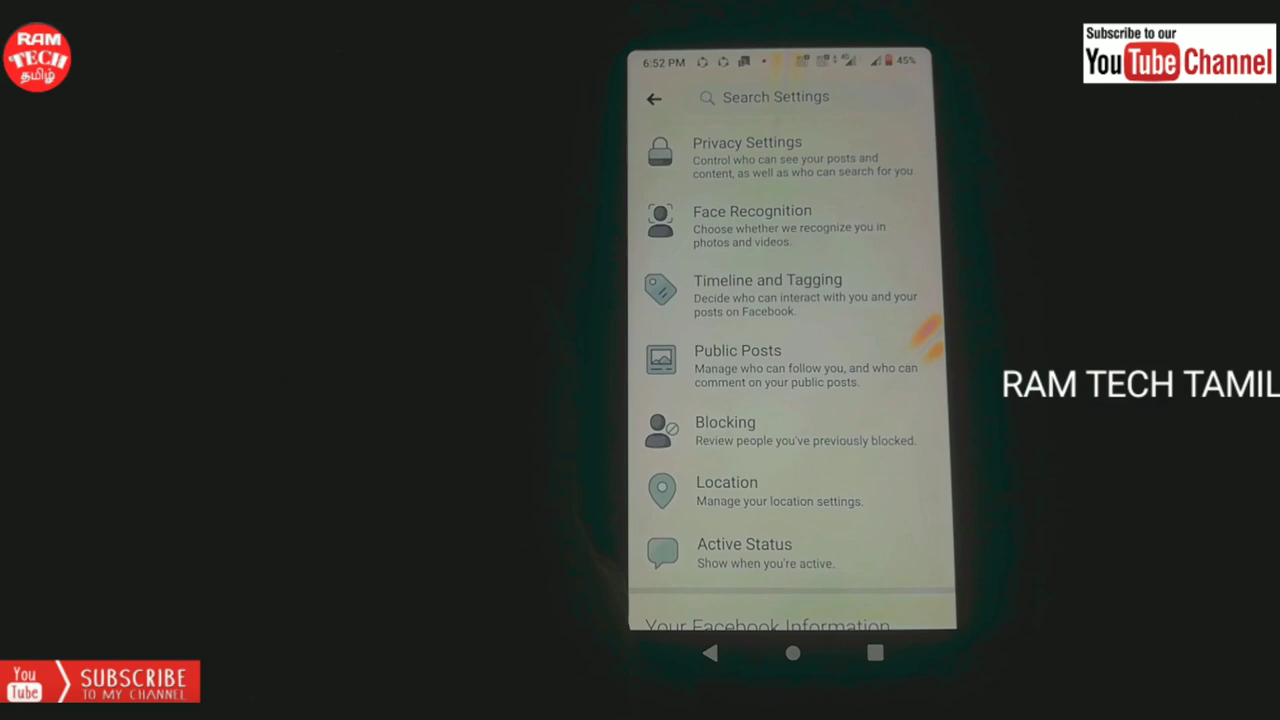 RAM
TECH
தமிழ்
Subscribe to our
YouTube Channel
6:52 PM
4G
45%
Search Settings
Privacy Settings
Control who can see your posts and
content, as well as who can search for you.
Face Recognition
Choose whether we recognize you in
photos and videos.
Timeline and Tagging
Decide who can interact with you and your
posts on Facebook.
Public Posts
Manage who can follow you, and who can
comment on your public posts.
RAM TECH TAMIL
Blocking
Review people you've previously blocked.
Location
Manage your location settings.
Active Status
Show when you're active.
Your Facebook Information
You
Tube
SUBSCRIBE
TO MY CHANNEL